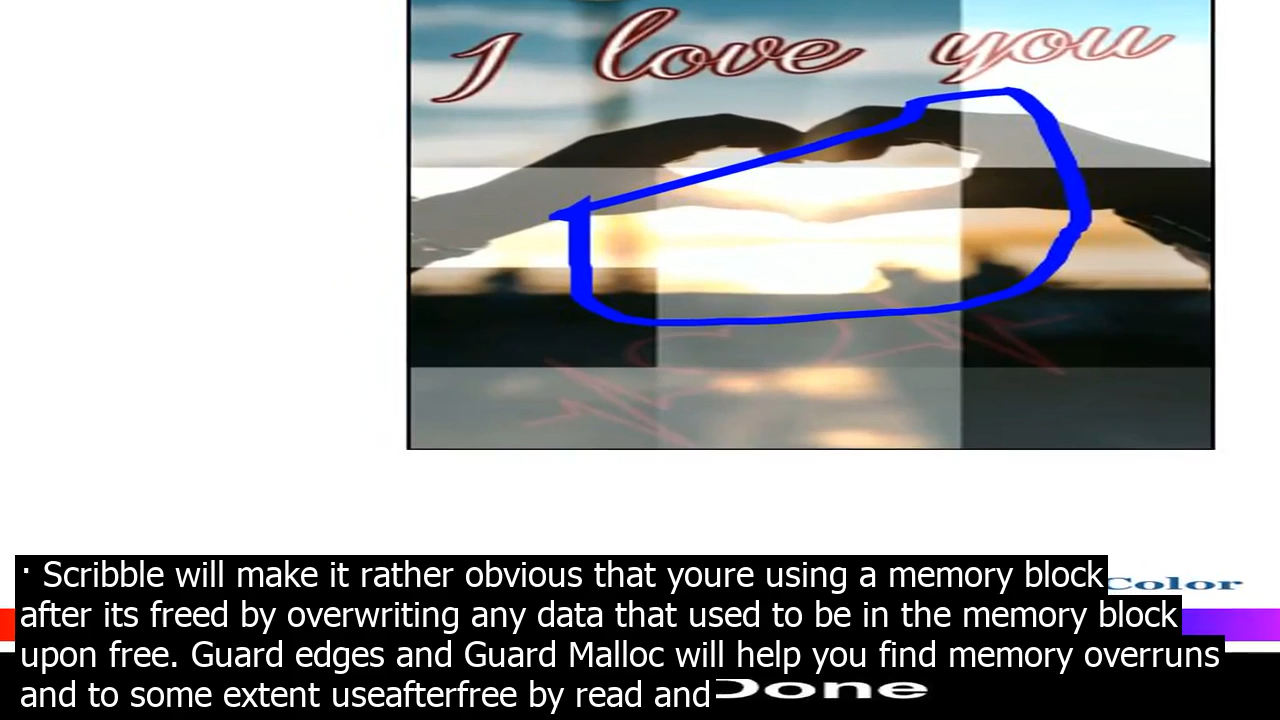 I love you
Color
· Scribble will make it rather obvious that youre using a memory block
after its freed by overwriting any data that used to be in the memory block
upon free. Guard edges and Guard Malloc will help you find memory overruns
and to some extent useafterfree by read and
Done